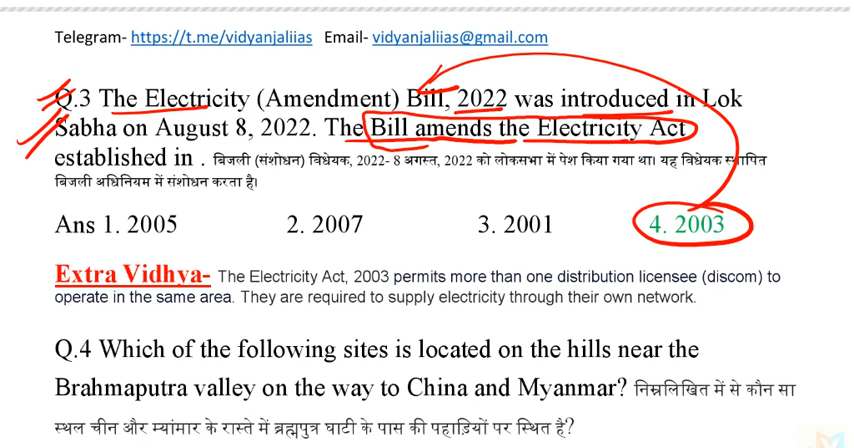 Telegram- https://t.me/vidyanjaliias Email- vidyanjaliias@gmail.com
Q.3 The Electricity (Amendment) Bill, 2022 was introduced in Lok
Sabha on August 8, 2022. The Bill amends the Electricity Act
established in . बिजली (संशोधन) विधेयक, 2022- 8 अगस्त, 2022 को लोकसभा में पेश किया गया था। यह विधेयक स्थापित
बिजली अधिनियम में संशोधन करता है।
Ans 1. 2005 2. 2007 3. 2001 4. 2003
Extra Vidhya- The Electricity Act, 2003 permits more than one distribution licensee (discom) to
operate in the same area. They are required to supply electricity through their own network.
Q.4 Which of the following sites is located on the hills near the
Brahmaputra valley on the way to China and Myanmar? निम्नलिखित में से कौन सा
स्थल चीन और म्यांमार के रास्ते में ब्रह्मपुत्र घाटी के पास की पहाड़ियों पर स्थित है?